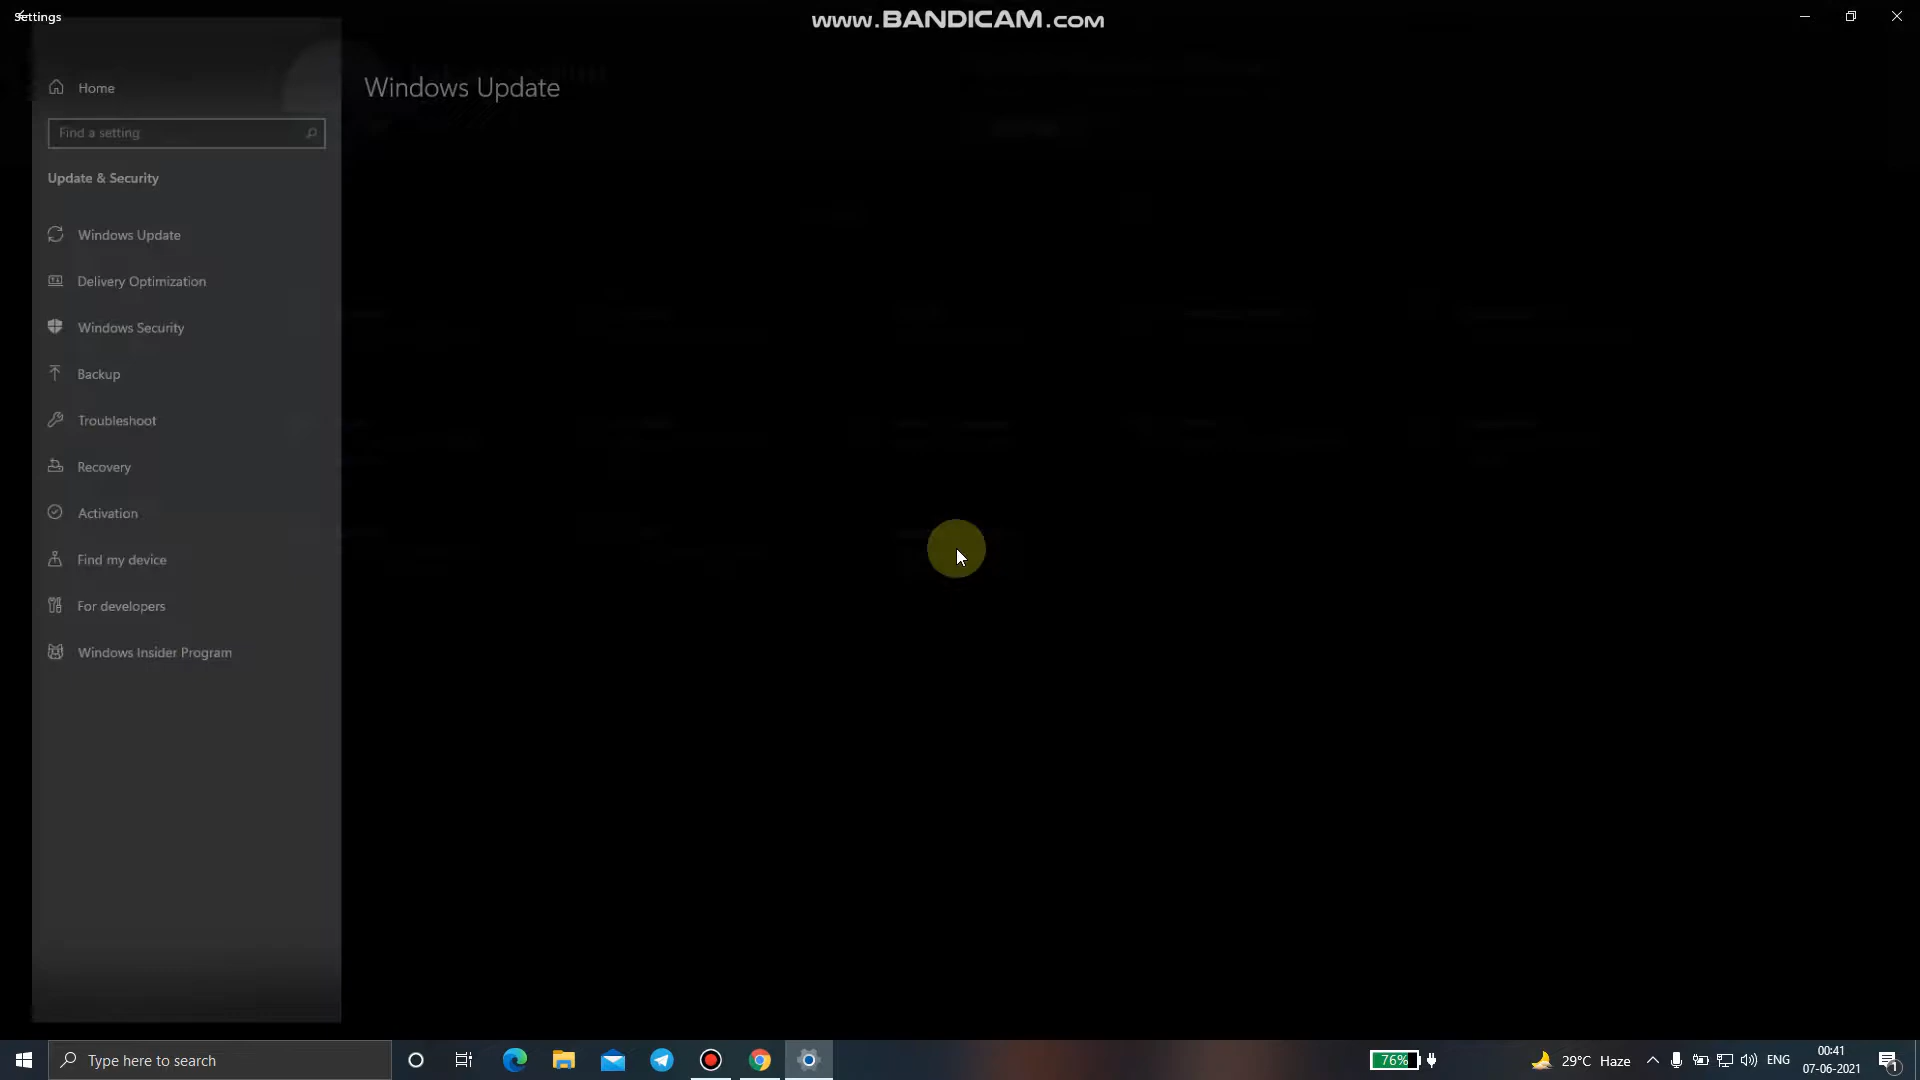 Settings
www.BANDICAM.com
Home
Windows Update
Find a setting
Update & Security
Windows Update
Delivery Optimization
Windows Security
Backup
Troubleshoot
Recovery
Activation
Find my device
For developers
Windows Insider Program
Type here to search
76%
29°C Haze
ENG
00:41
07-06-2021
1